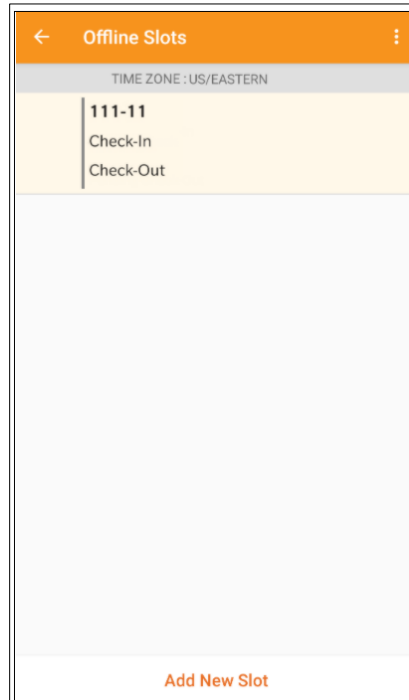 Offline Slots
TIME ZONE : US/EASTERN
111-11
Check-In
Check-Out
Add New Slot